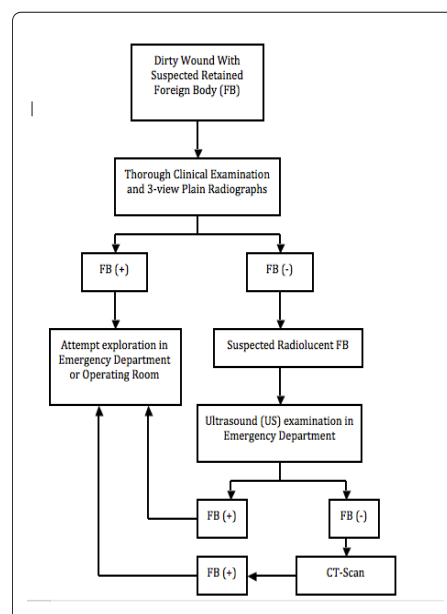 Dirty Wound With
Suspected Retained
Foreign Body (FB)
Thorough Clinical Examination
and 3-view Plain Radiographs
FB (+)
FB (-)
Attempt exploration in
Emergency Department
or Operating Room
Suspected Radiolucent FB
Ultrasound (US) examination in
Emergency Department
FB (+)
FB (-)
FB (+)
CT-Scan